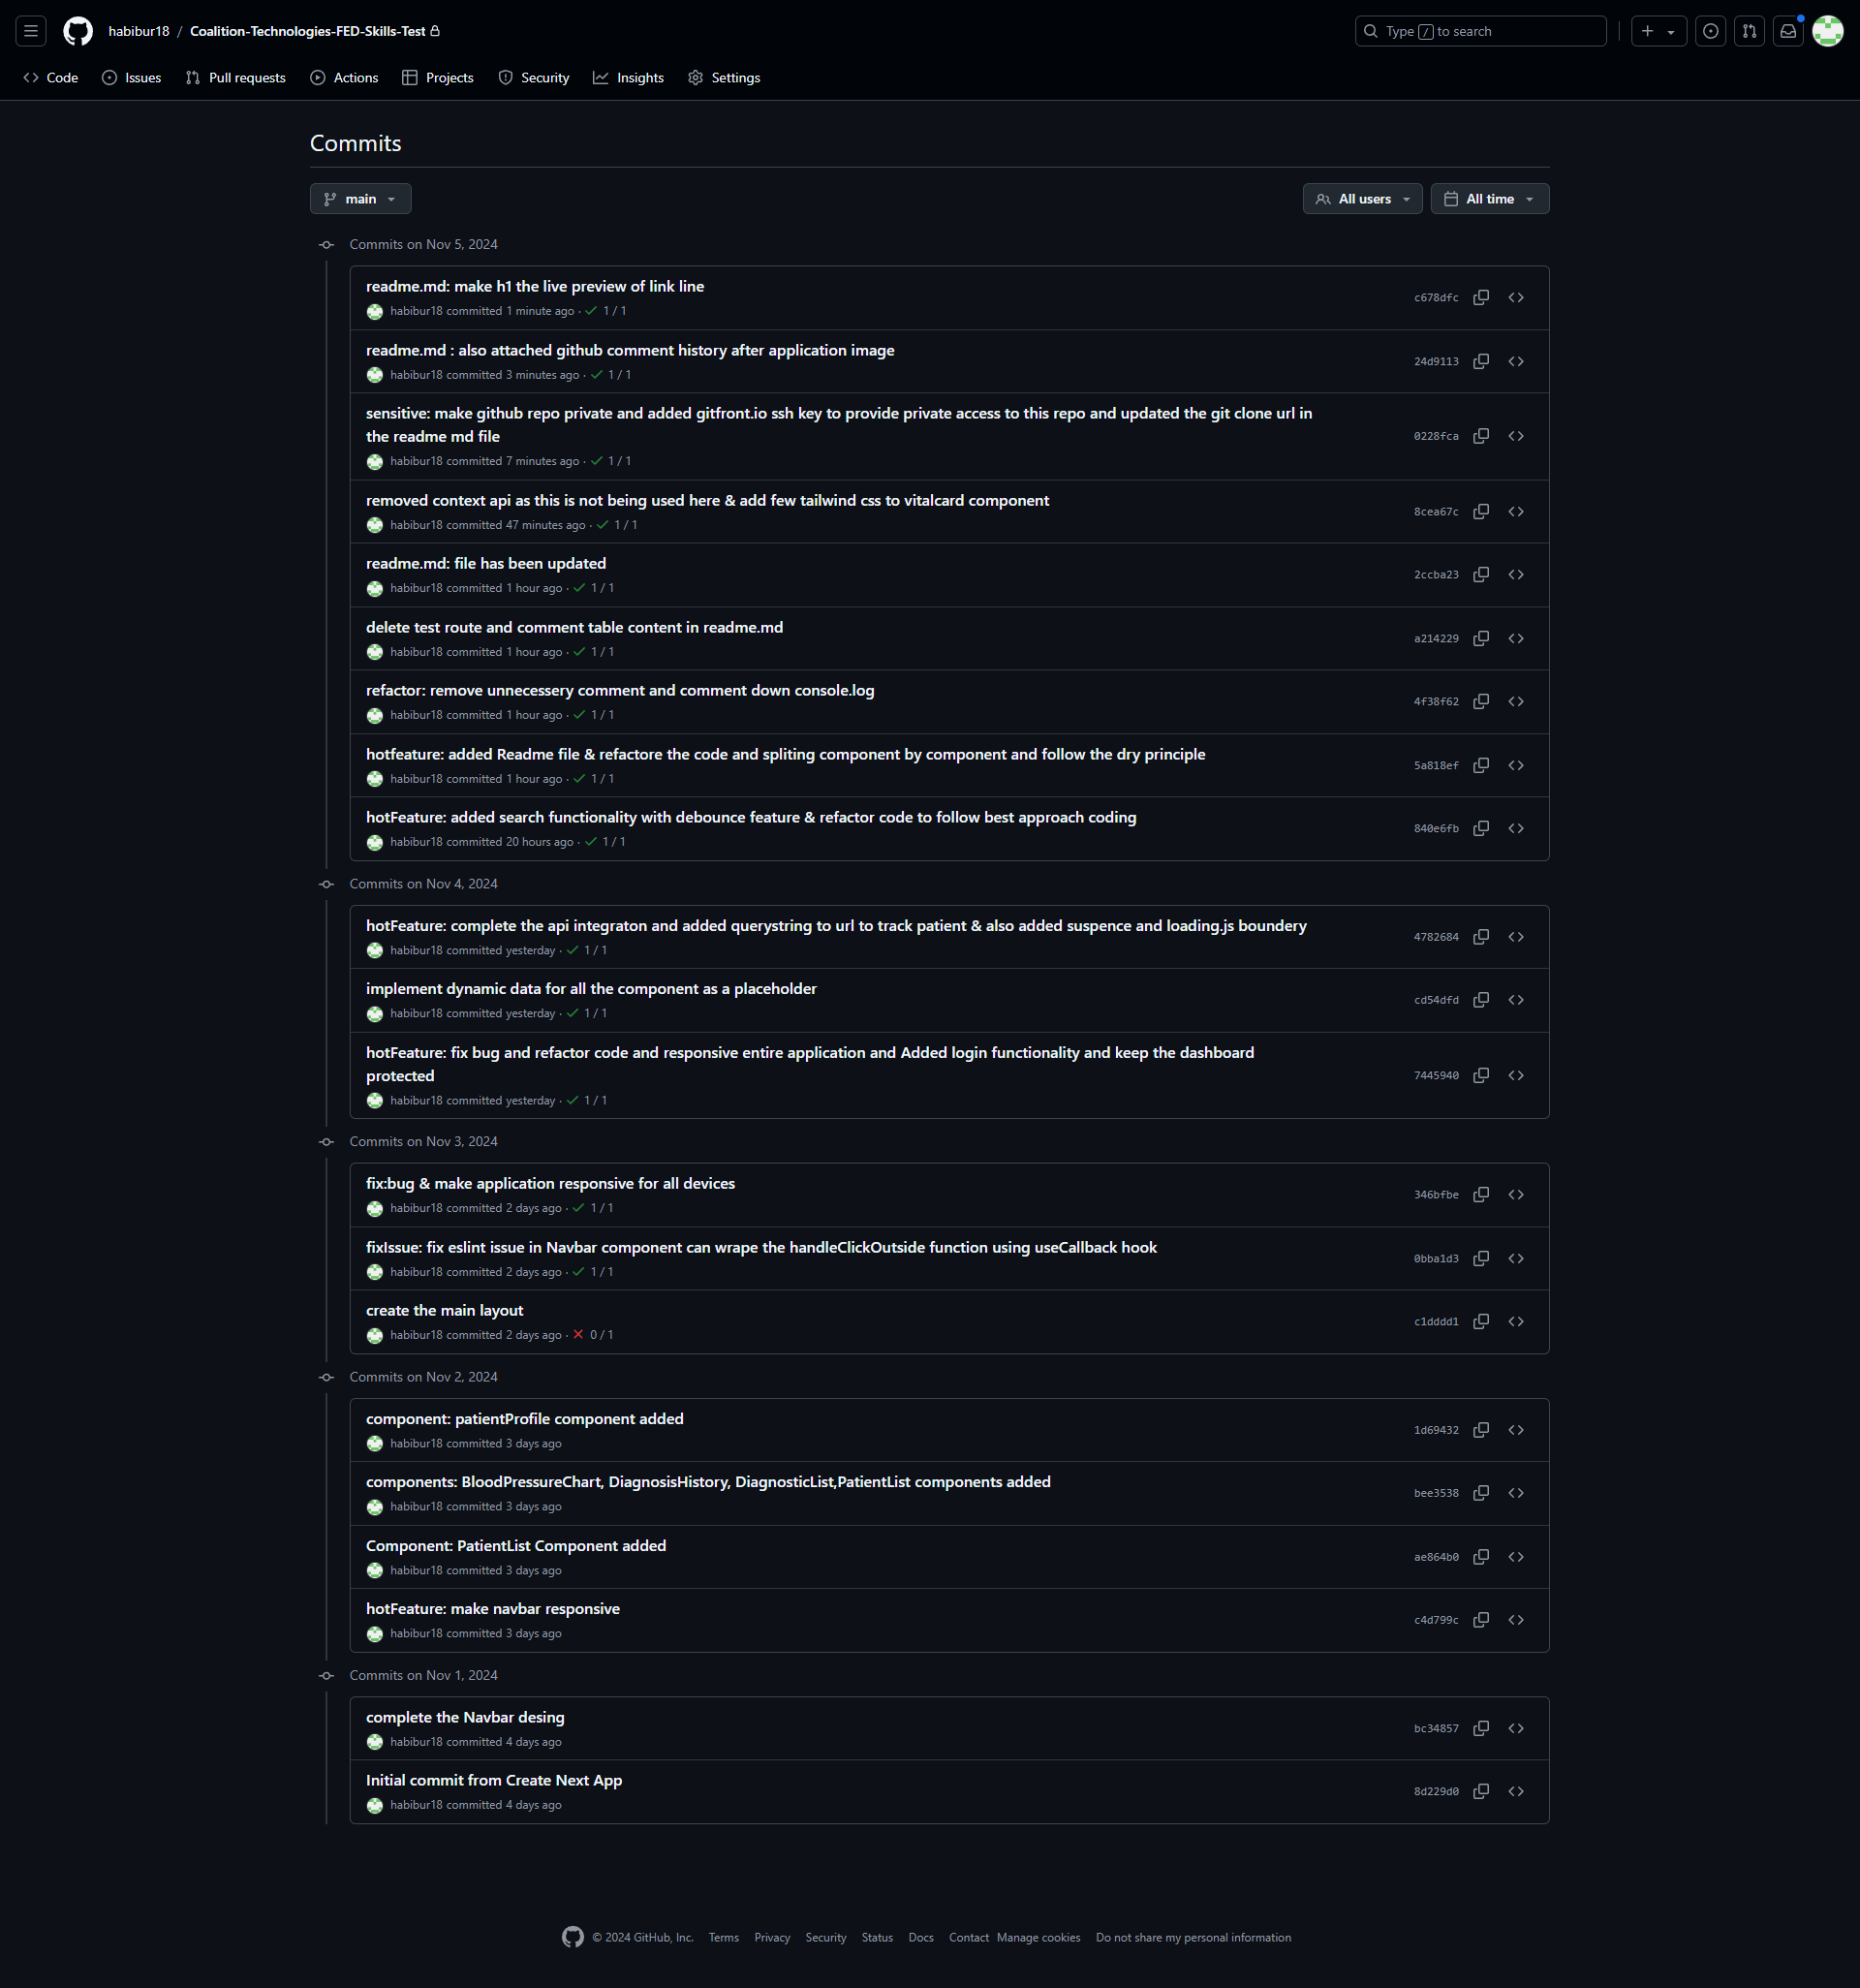 habibur18 / Coalition-Technologies-FED-Skills-Test
Type / to search
Code Issues Pull requests Actions Projects Security Insights Settings
Commits
main
All users All time
Commits on Nov 5, 2024
readme.md: make h1 the live preview of link line
habibur18 committed 1 minute ago · 1 / 1
c678dfc
readme.md : also attached github comment history after application image
habibur18 committed 3 minutes ago · 1 / 1
24d9113
sensitive: make github repo private and added gitfront.io ssh key to provide private access to this repo and updated the git clone url in
the readme md file
habibur18 committed 7 minutes ago · 1 / 1
0228fca
removed context api as this is not being used here & add few tailwind css to vitalcard component
habibur18 committed 47 minutes ago · 1 / 1
8cea67c
readme.md: file has been updated
habibur18 committed 1 hour ago · 1 / 1
2ccba23
delete test route and comment table content in readme.md
habibur18 committed 1 hour ago · 1 / 1
a214229
refactor: remove unnecessery comment and comment down console.log
habibur18 committed 1 hour ago · 1 / 1
4f38f62
hotfeature: added Readme file & refactore the code and spliting component by component and follow the dry principle
habibur18 committed 1 hour ago · 1 / 1
5a818ef
hotFeature: added search functionality with debounce feature & refactor code to follow best approach coding
habibur18 committed 20 hours ago · 1 / 1
840e6fb
Commits on Nov 4, 2024
hotFeature: complete the api integraton and added querystring to url to track patient & also added suspence and loading.js boundery
habibur18 committed yesterday · 1 / 1
4782684
implement dynamic data for all the component as a placeholder
habibur18 committed yesterday · 1 / 1
cd54dfd
hotFeature: fix bug and refactor code and responsive entire application and Added login functionality and keep the dashboard
protected
habibur18 committed yesterday · 1 / 1
7445940
Commits on Nov 3, 2024
fix:bug & make application responsive for all devices
habibur18 committed 2 days ago · 1 / 1
346bfbe
fixIssue: fix eslint issue in Navbar component can wrape the handleClickOutside function using useCallback hook
habibur18 committed 2 days ago · 1 / 1
0bba1d3
create the main layout
habibur18 committed 2 days ago · 0 / 1
c1dddd1
Commits on Nov 2, 2024
component: patientProfile component added
habibur18 committed 3 days ago
1d69432
components: BloodPressureChart, DiagnosisHistory, DiagnosticList,PatientList components added
habibur18 committed 3 days ago
bee3538
Component: PatientList Component added
habibur18 committed 3 days ago
ae864b0
hotFeature: make navbar responsive
habibur18 committed 3 days ago
c4d799c
Commits on Nov 1, 2024
complete the Navbar desing
habibur18 committed 4 days ago
bc34857
Initial commit from Create Next App
habibur18 committed 4 days ago
8d229d0
© 2024 GitHub, Inc. Terms Privacy Security Status Docs Contact Manage cookies Do not share my personal information